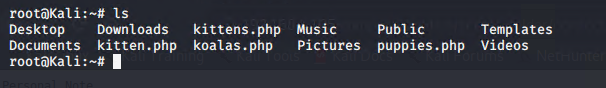 root@Kali:~# ls
Desktop    Downloads   kittens.php  Music     Public       Templates
Documents  kitten.php  koalas.php   Pictures  puppies.php  Videos
root@Kali:~#